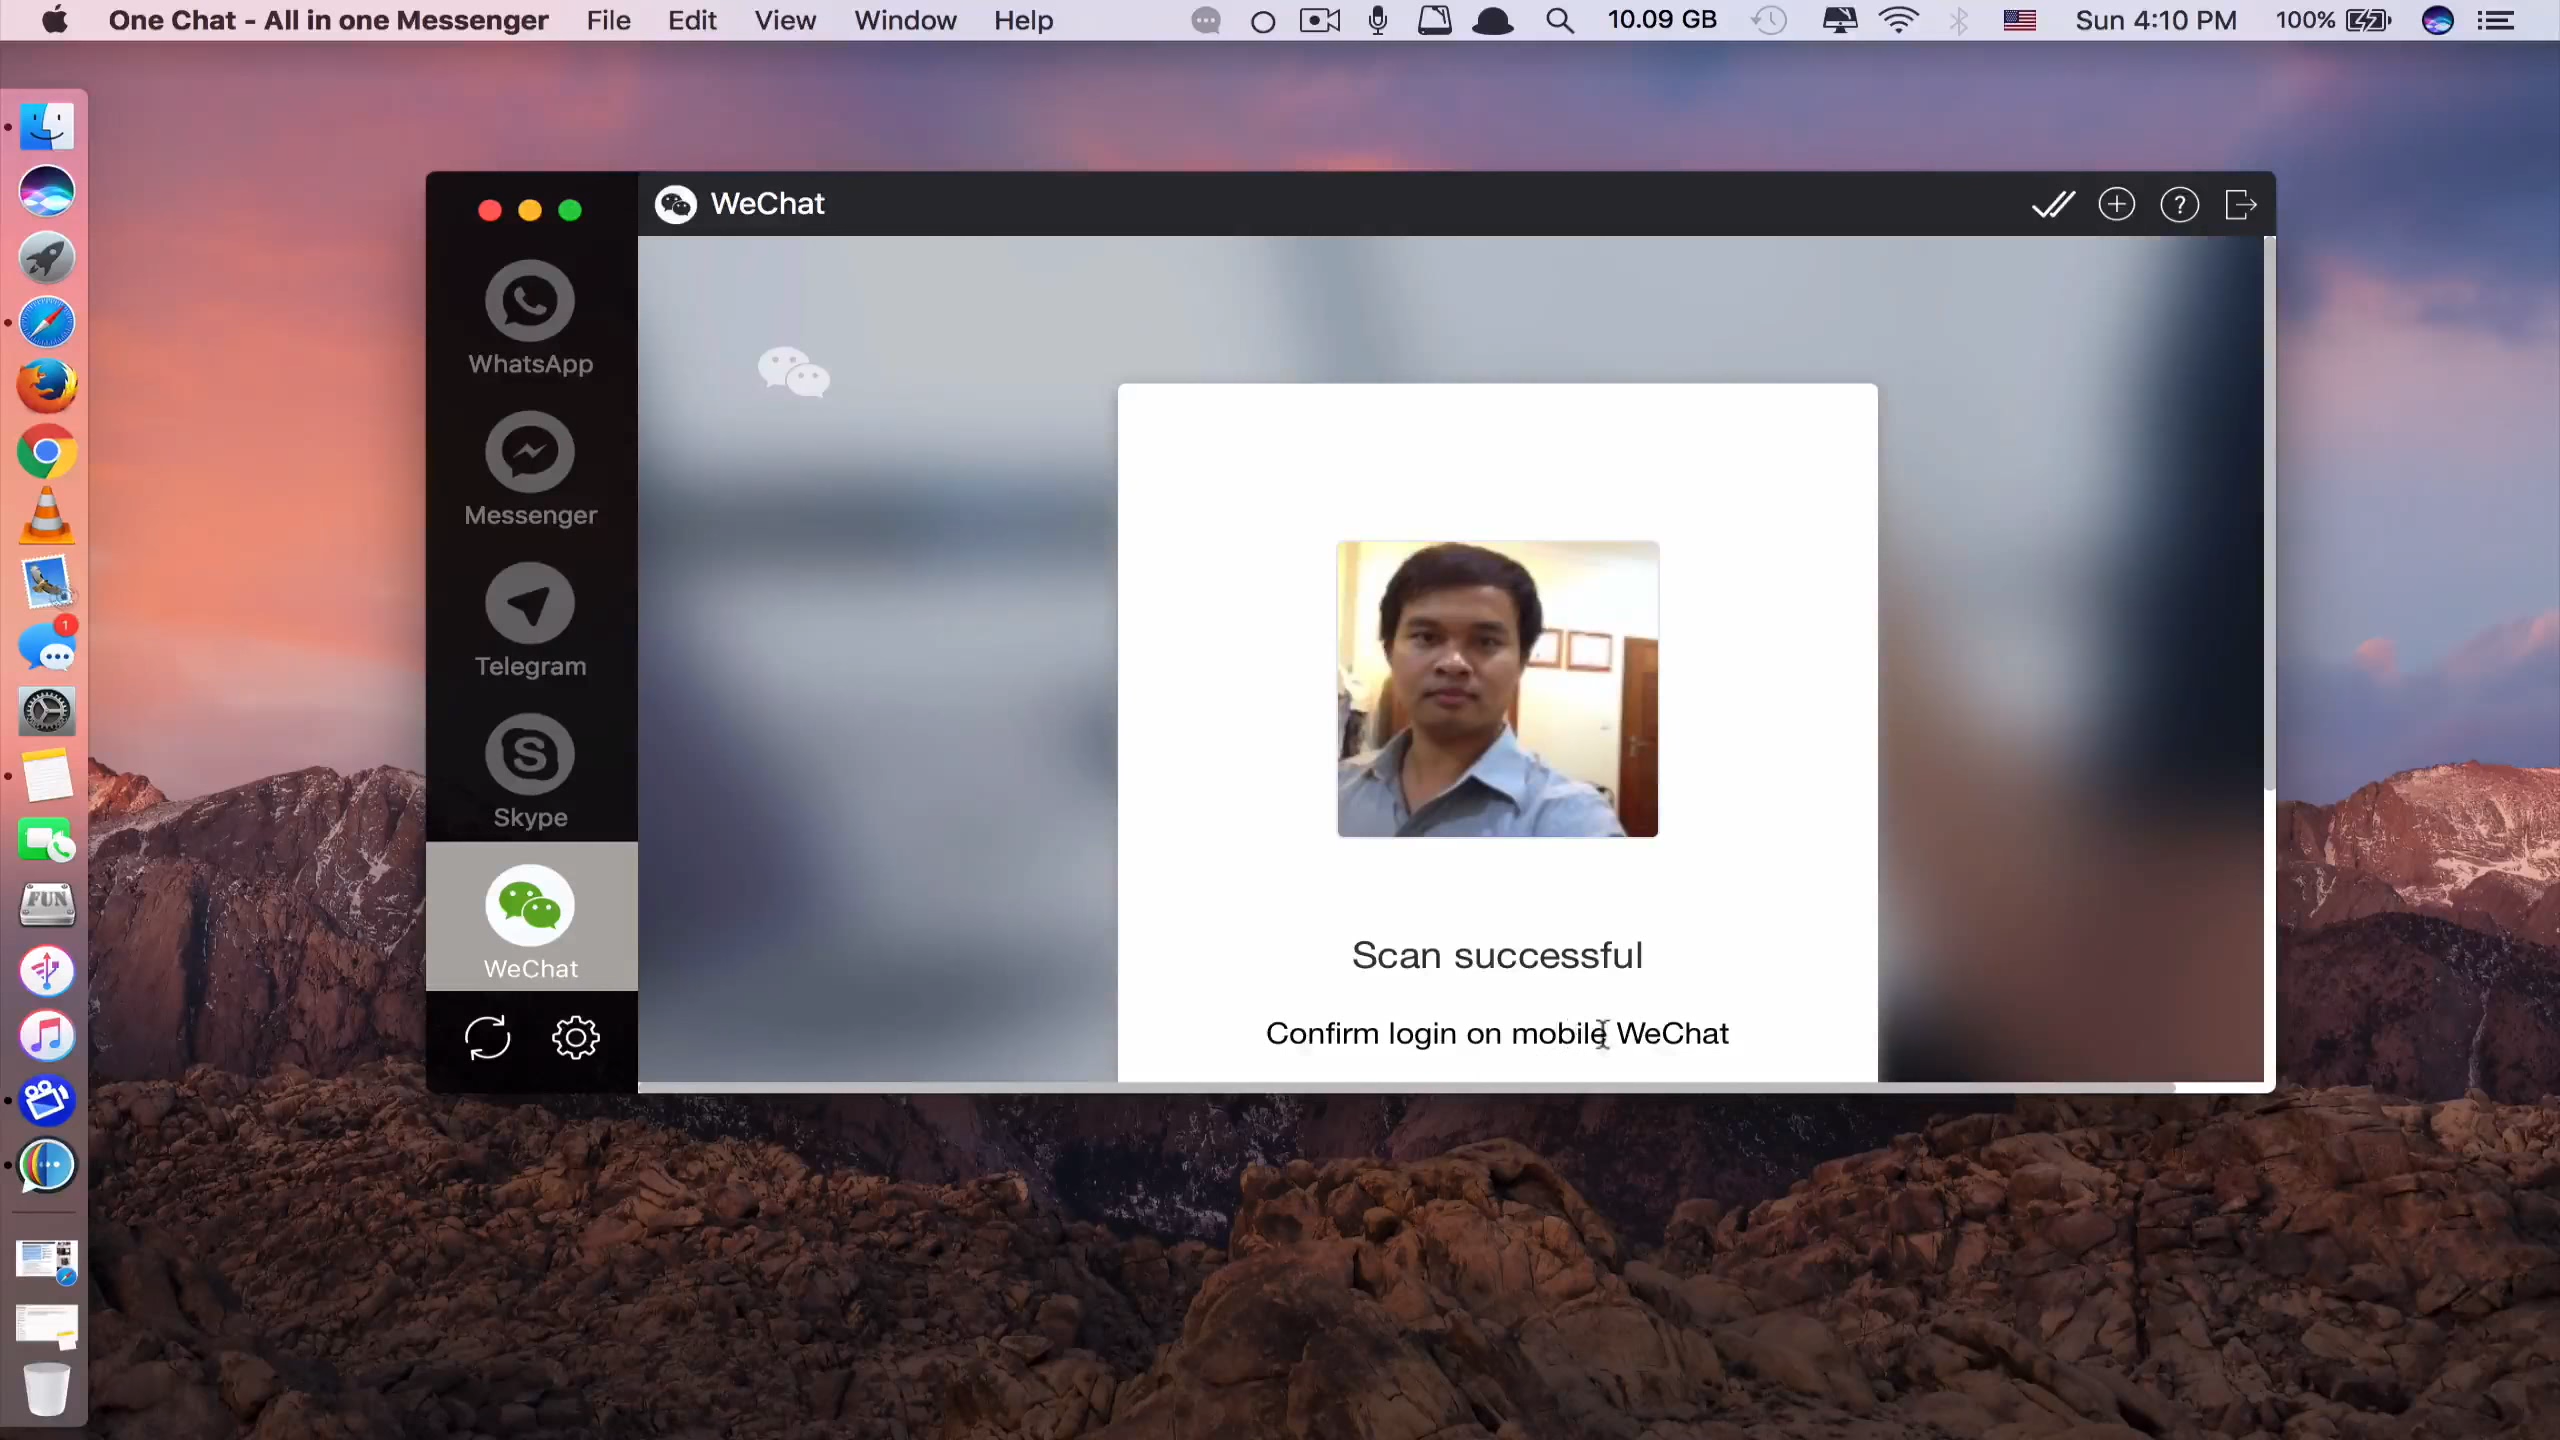 One Chat - All in one Messenger File Edit View Window Help 10.09 GB Sun 4:10 PM 100%
WeChat
WhatsApp
Messenger
Telegram
Skype
WeChat
1
FUN
Scan successful
Confirm login on mobile WeChat